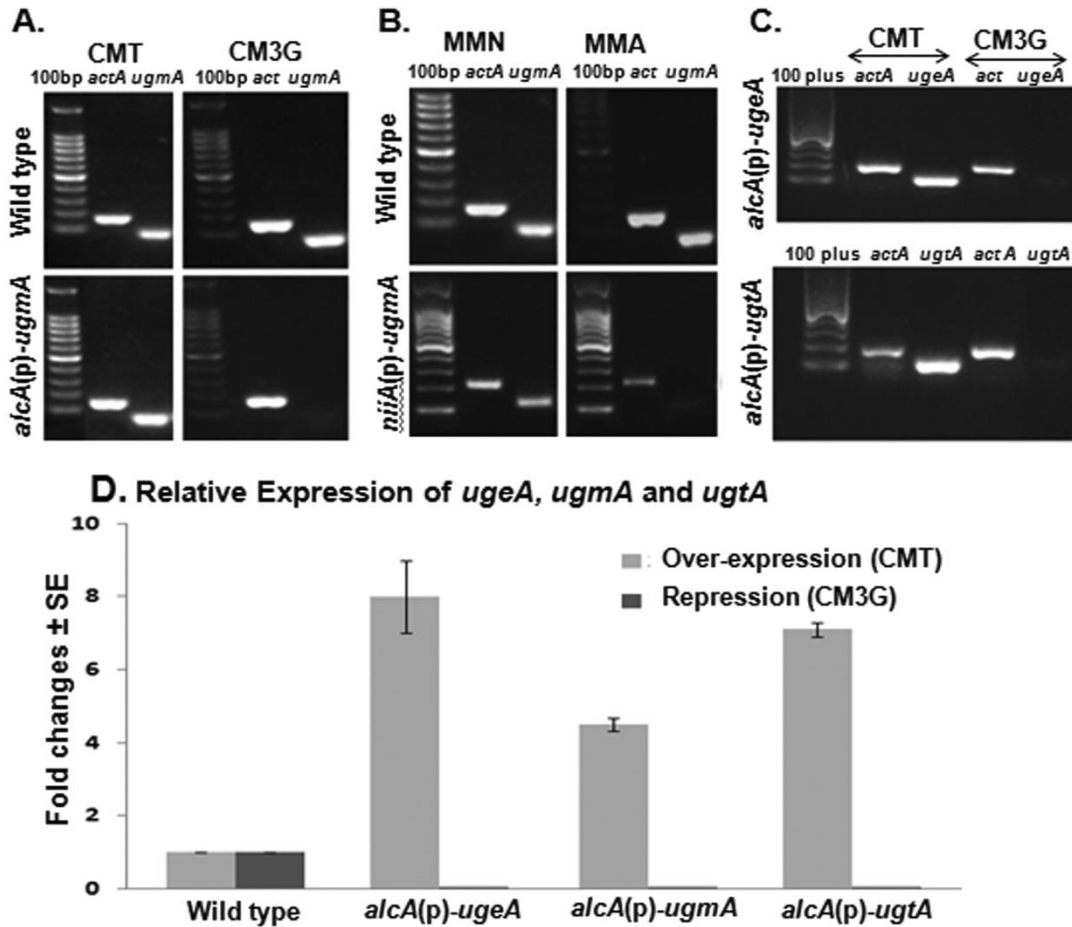 A.
CMT
CM3G
100bp actA ugmA
100bp act ugmA
Wild type
alcA(p)-ugmA
B.
MMN
MMA
100bp actA ugmA
100bp act ugmA
Wild type
niiA(p)-ugmA
C.
CMT
CM3G
100 plus actA ugeA act ugeA
alcA(p)-ugeA
100 plus actA ugtA act A ugtA
alcA(p)-ugtA
D. Relative Expression of ugeA, ugmA and ugtA
Fold changes ± SE
10
8
6
4
2
0
Over-expression (CMT)
Repression (CM3G)
Wild type
alcA(p)-ugeA
alcA(p)-ugmA
alcA(p)-ugtA